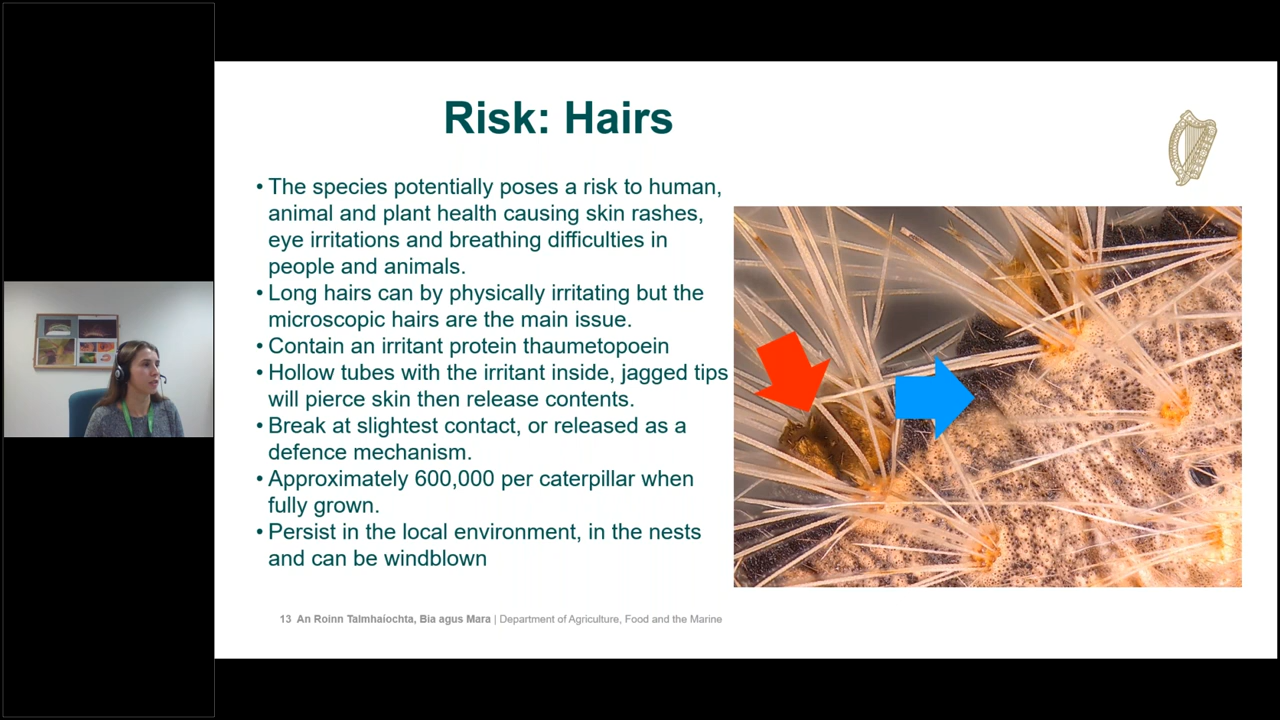 Risk: Hairs
• The species potentially poses a risk to human,
animal and plant health causing skin rashes,
eye irritations and breathing difficulties in
people and animals.
• Long hairs can by physically irritating but the
microscopic hairs are the main issue.
• Contain an irritant protein thaumetopoein
• Hollow tubes with the irritant inside, jagged tips
will pierce skin then release contents.
• Break at slightest contact, or released as a
defence mechanism.
• Approximately 600,000 per caterpillar when
fully grown.
• Persist in the local environment, in the nests
and can be windblown
13 An Roinn Talmhaíochta, Bia agus Mara | Department of Agriculture, Food and the Marine